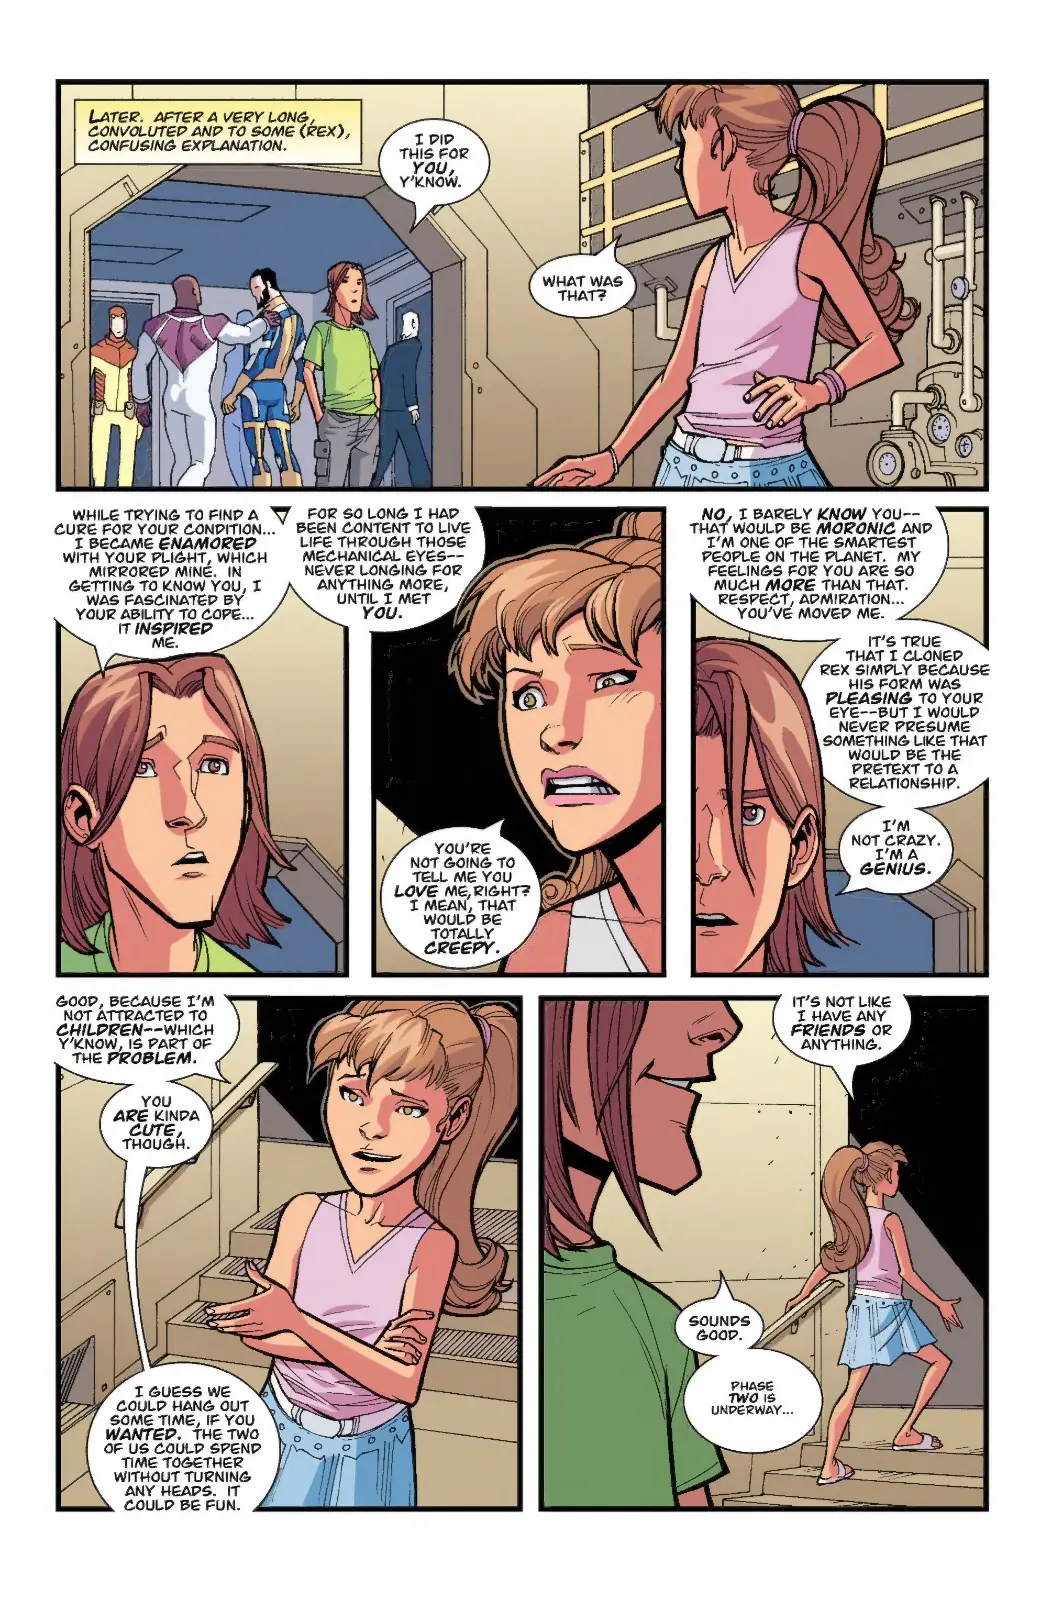 LATER. AFTER A VERY LONG,
CONVOLUTED AND TO SOME (REX),
CONFUSING EXPLANATION.
I DID
THIS FOR
YOU,
Y'KNOW.
WHAT WAS
THAT?
WHILE TRYING TO FIND A
CURE FOR YOUR CONDITION...
I BECAME ENAMORED
WITH YOUR PLIGHT, WHICH
MIRRORED MINE. IN
GETTING TO KNOW YOU, I
WAS FASCINATED BY
YOUR ABILITY TO COPE...
IT INSPIRED
ME.
FOR SO LONG I HAD
BEEN CONTENT TO LIVE
LIFE THROUGH THOSE
MECHANICAL EYES--
NEVER LONGING FOR
ANYTHING MORE,
UNTIL I MET
YOU.
YOU'RE
NOT GOING TO
TELL ME YOU
LOVE ME, RIGHT?
I MEAN, THAT
WOULD BE
TOTALLY
CREEPY.
NO, I BARELY KNOW YOU--
THAT WOULD BE MORONIC AND
I'M ONE OF THE SMARTEST
PEOPLE ON THE PLANET. MY
FEELINGS FOR YOU ARE SO
MUCH MORE THAN THAT.
RESPECT, ADMIRATION...
YOU'VE MOVED ME.
IT'S TRUE
THAT I CLONED
REX SIMPLY BECAUSE
HIS FORM WAS
PLEASING TO YOUR
EYE--BUT I WOULD
NEVER PRESUME
SOMETHING LIKE THAT
WOULD BE THE
PRETEXT TO A
RELATIONSHIP.
I'M
NOT CRAZY.
I'M A
GENIUS.
GOOD, BECAUSE I'M
NOT ATTRACTED TO
CHILDREN--WHICH
Y'KNOW, IS PART OF
THE PROBLEM.
YOU
ARE KINDA
CUTE,
THOUGH.
I GUESS WE
COULD HANG OUT
SOME TIME, IF YOU
WANTED. THE TWO
OF US COULD SPEND
TIME TOGETHER
WITHOUT TURNING
ANY HEADS. IT
COULD BE FUN.
IT'S NOT LIKE
I HAVE ANY
FRIENDS OR
ANYTHING.
SOUNDS
GOOD.
PHASE
TWO IS
UNDERWAY...